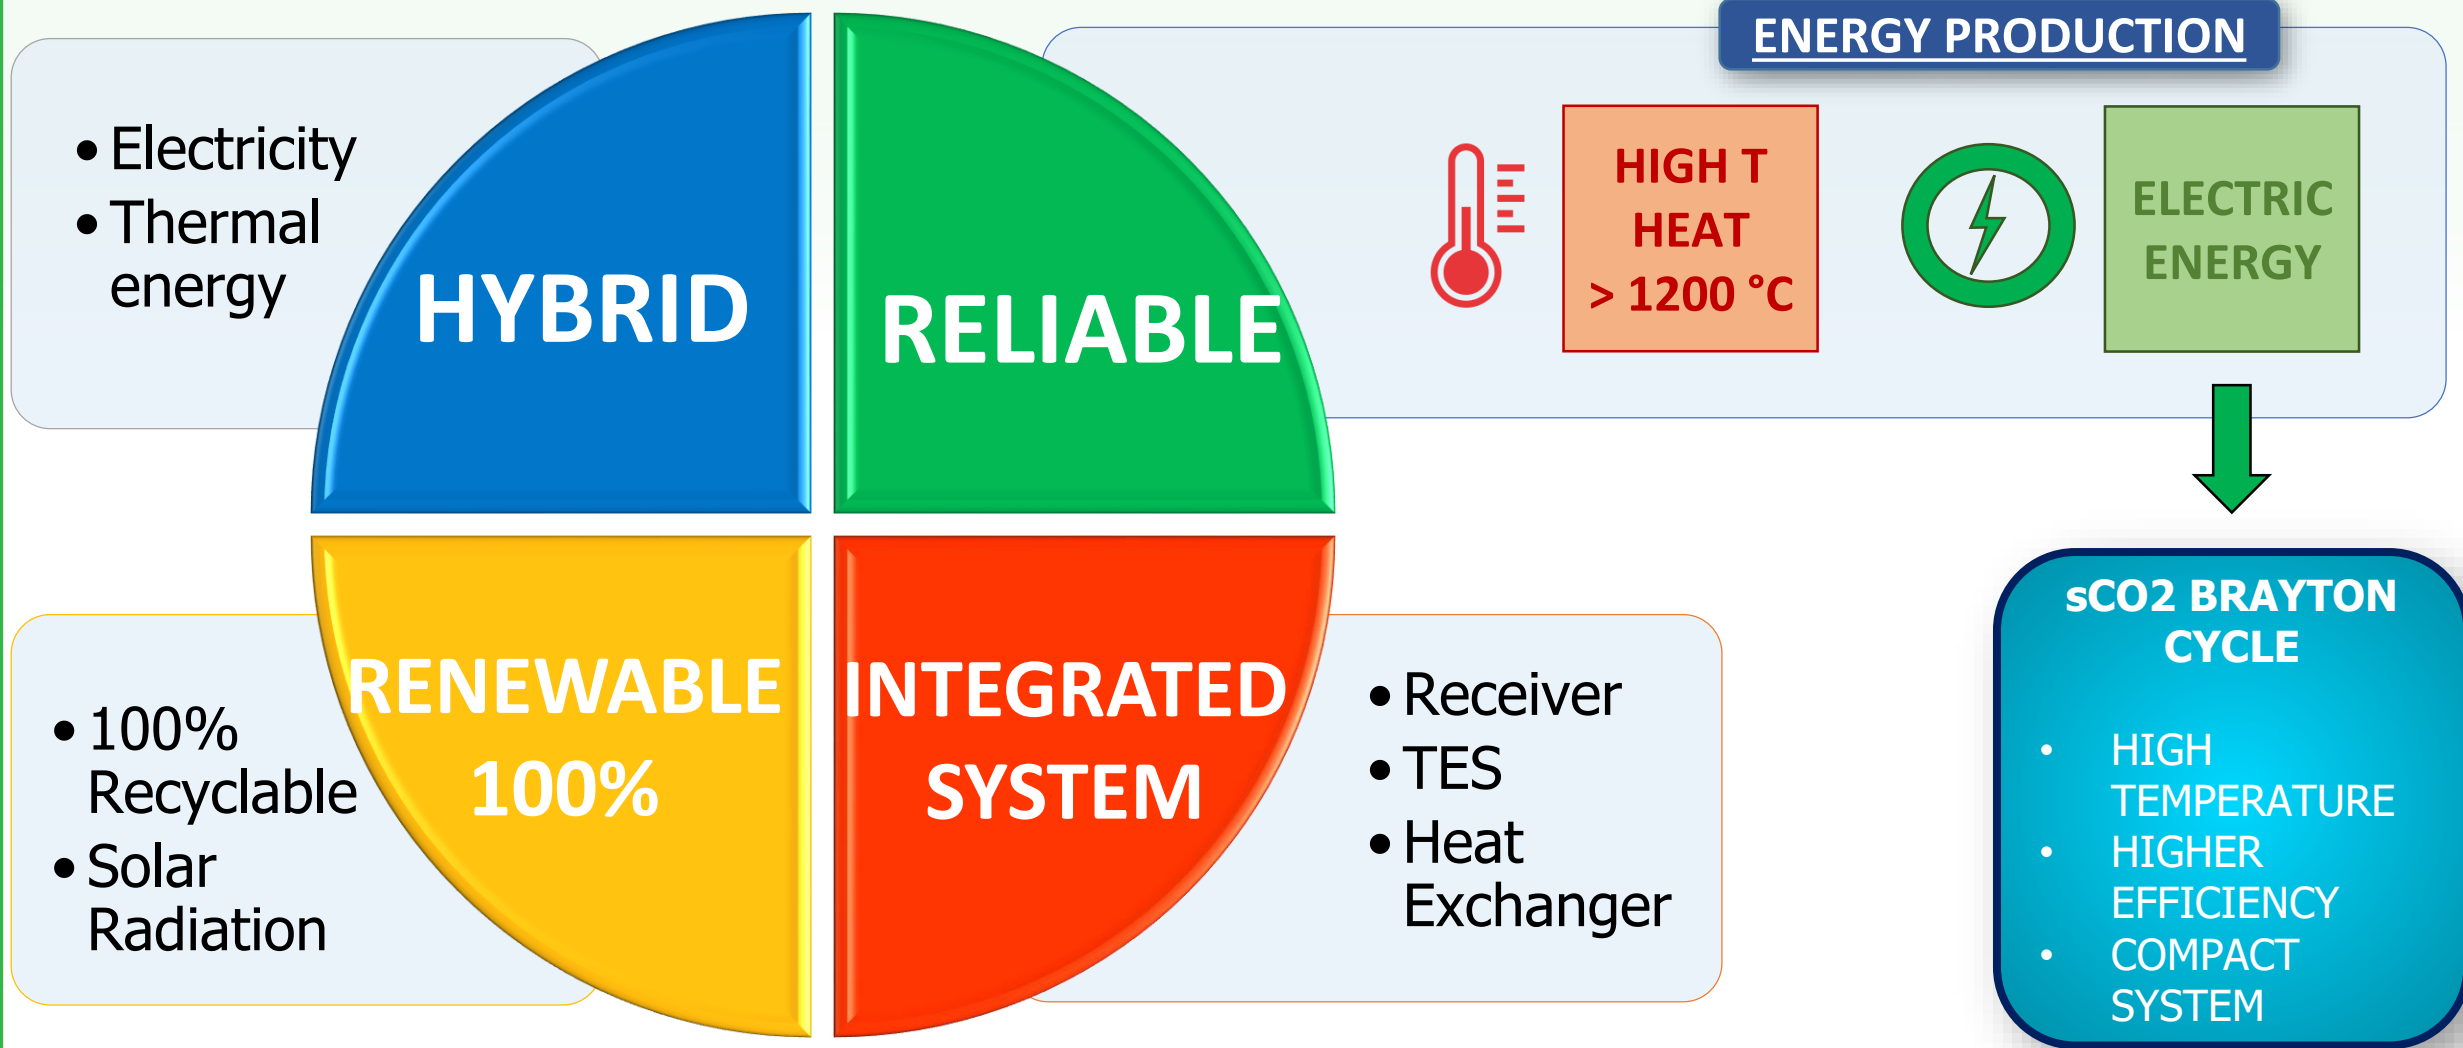 ENERGY PRODUCTION
• Electricity
• Thermal
energy
HYBRID
RELIABLE
HIGH T
HEAT
> 1200 °C
ELECTRIC
ENERGY
• 100%
Recyclable
• Solar
Radiation
RENEWABLE
100%
INTEGRATED
SYSTEM
• Receiver
• TES
• Heat
Exchanger
sCO2 BRAYTON
CYCLE
• HIGH
TEMPERATURE
• HIGHER
EFFICIENCY
• COMPACT
SYSTEM